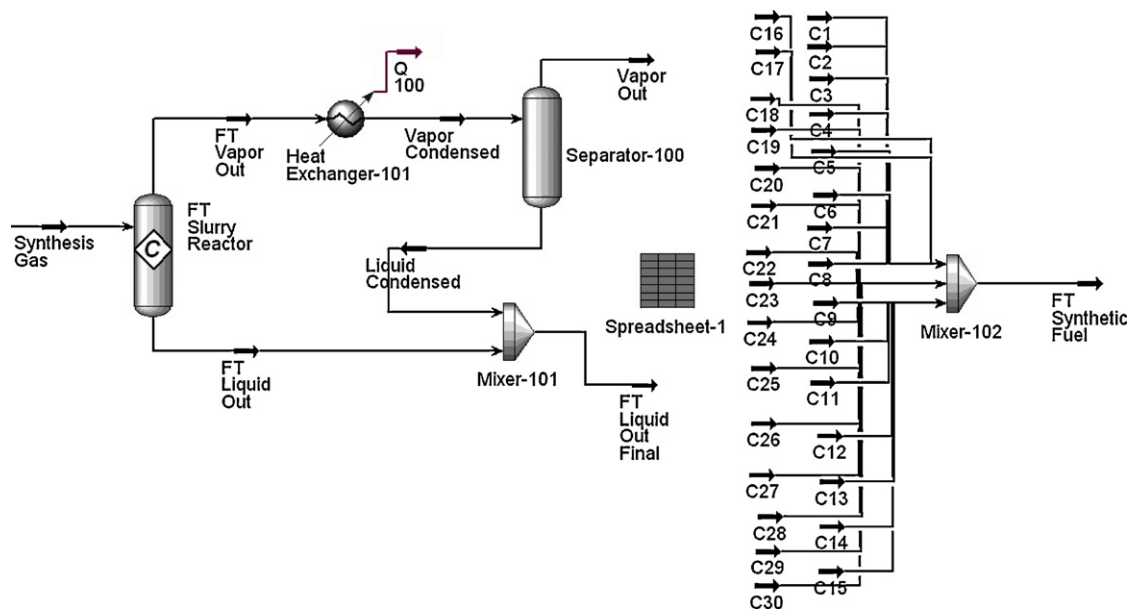 Q
100
Vapor
Out
FT
Vapor
Out
Heat
Exchanger-101
Vapor
Condensed
Separator-100
Synthesis
Gas
FT
Slurry
Reactor
C
Liquid
Condensed
FT
Liquid
Out
Mixer-101
FT
Liquid
Out
Final
Spreadsheet-1
C16
C17
C18
C19
C20
C21
C22
C23
C24
C25
C26
C27
C28
C29
C30
C1
C2
C3
C4
C5
C6
C7
C8
C9
C10
C11
C12
C13
C14
C15
Mixer-102
FT
Synthetic
Fuel